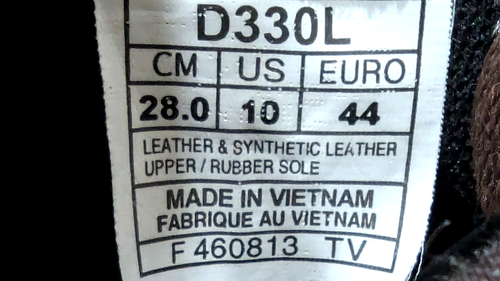 D330L
CM US EURO
28.0 10 44
LEATHER & SYNTHETIC LEATHER
UPPER / RUBBER SOLE
MADE IN VIETNAM
FABRIQUE AU VIETNAM
F 460813 TV